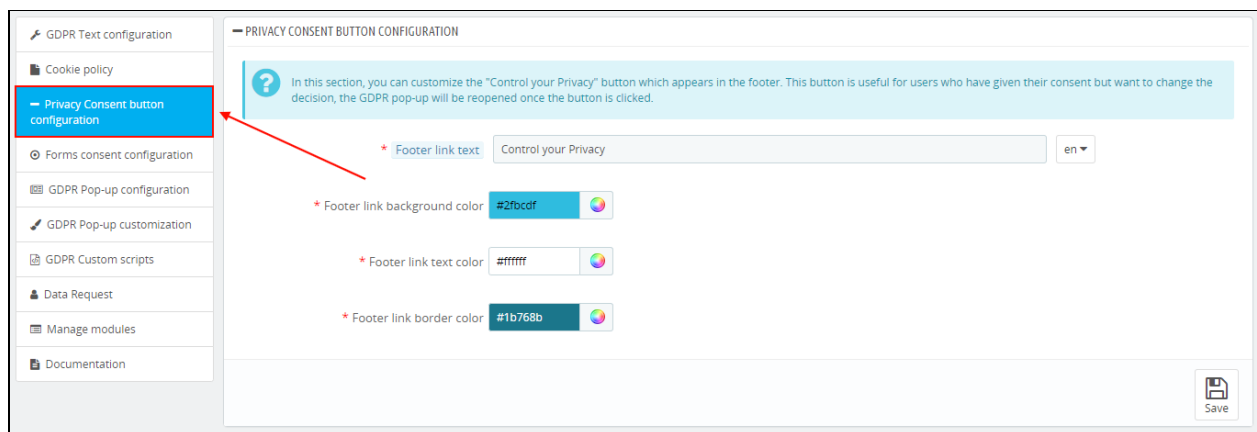 GDPR Text configuration
Cookie policy
Privacy Consent button
configuration
Forms consent configuration
GDPR Pop-up configuration
GDPR Pop-up customization
GDPR Custom scripts
Data Request
Manage modules
Documentation
PRIVACY CONSENT BUTTON CONFIGURATION
In this section, you can customize the "Control your Privacy" button which appears in the footer. This button is useful for users who have given their consent but want to change the
decision, the GDPR pop-up will be reopened once the button is clicked.
* Footer link text Control your Privacy en
* Footer link background color #2fbcdf
* Footer link text color #ffffff
* Footer link border color #1b768b
Save